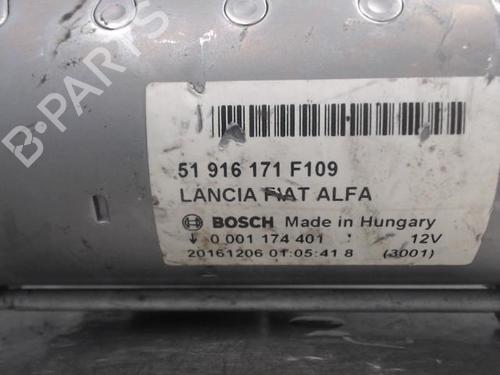 B-PARTS
51 916 171 F109
LANCIA FIAT ALFA
BOSCH Made in Hungary
0 001 174 401 12V
20161206 01:05:41 8 (3001)